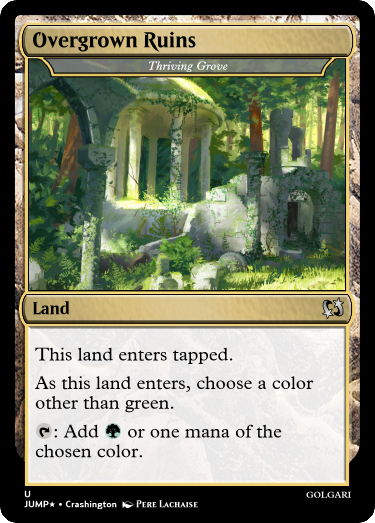 Overgrown Ruins
Thriving Grove
Land
This land enters tapped.
As this land enters, choose a color
other than green.
: Add or one mana of the
chosen color.
U
JUMP★ • Crashington Pere Lachaise
GOLGARI